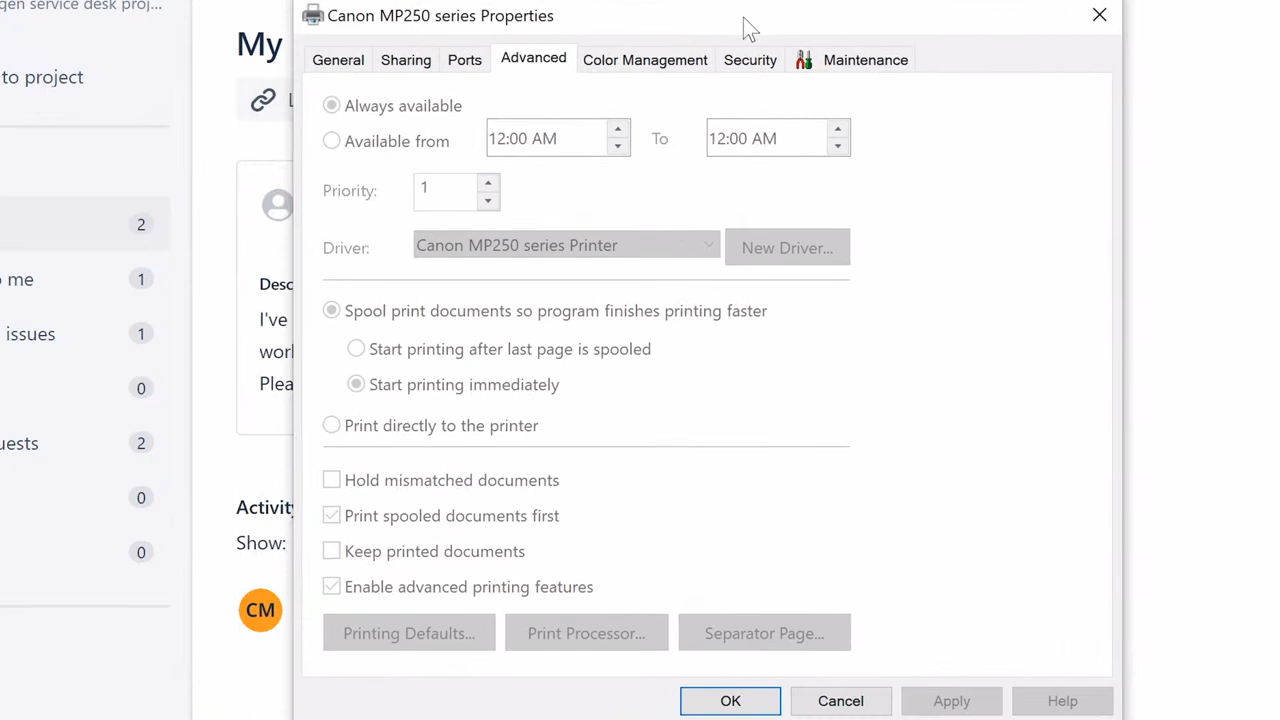 gen service desk proj...
to project
2
o me
1
issues
1
0
uests
2
0
0
My
L
Desc
I've
work
Plea
Activity
Show:
CM
Canon MP250 series Properties
General
Sharing
Ports
Advanced
Color Management
Security
Maintenance
Always available
Available from
12:00 AM
To
12:00 AM
Priority:
1
Driver:
Canon MP250 series Printer
New Driver...
Spool print documents so program finishes printing faster
Start printing after last page is spooled
Start printing immediately
Print directly to the printer
Hold mismatched documents
Print spooled documents first
Keep printed documents
Enable advanced printing features
Printing Defaults...
Print Processor...
Separator Page...
OK
Cancel
Apply
Help